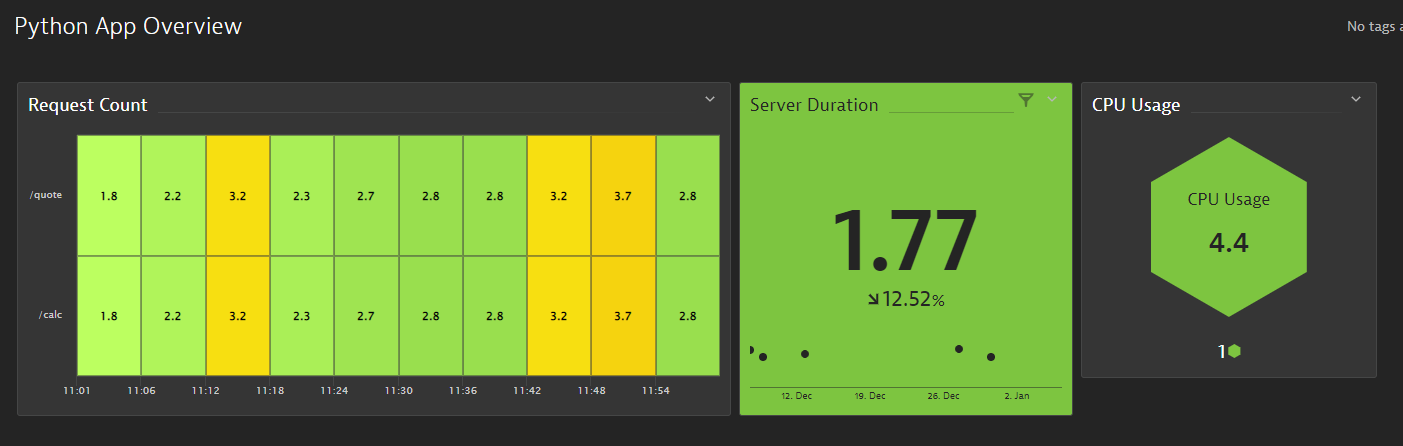 Python App Overview
No tags a
Request Count
/quote
1.8 2.2 3.2 2.3 2.7 2.8 2.8 3.2 3.7 2.8
/calc
1.8 2.2 3.2 2.3 2.7 2.8 2.8 3.2 3.7 2.8
11:01 11:06 11:12 11:18 11:24 11:30 11:36 11:42 11:48 11:54
Server Duration
1.77
12.52%
12. Dec 19. Dec 26. Dec 2. Jan
CPU Usage
CPU Usage
4.4
1